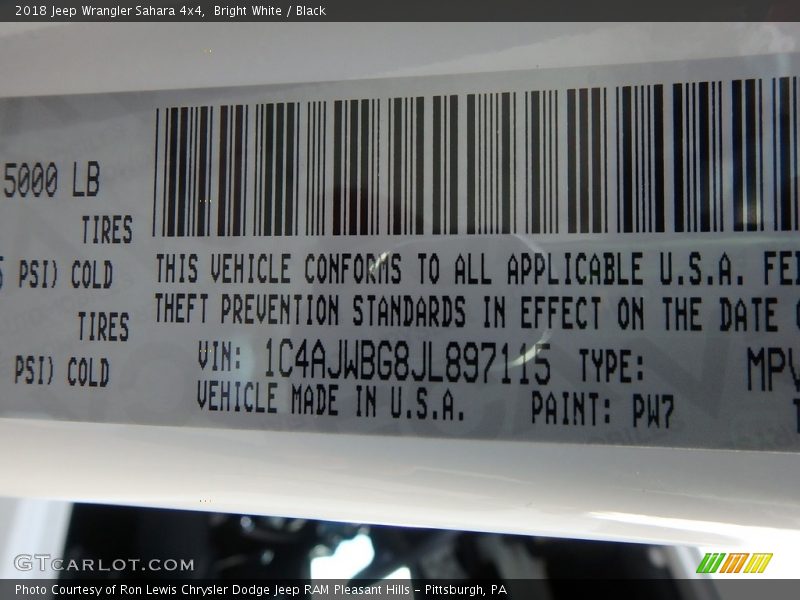 2018 Jeep Wrangler Sahara 4x4,  Bright White / Black
5000 LB
TIRES
PSI) COLD
TIRES
PSI) COLD
THIS VEHICLE CONFORMS TO ALL APPLICABLE U.S.A.
THEFT PREVENTION STANDARDS IN EFFECT ON THE DATE
VIN: 1C4AJWBG8JL897115 TYPE: MPV
VEHICLE MADE IN U.S.A. PAINT: PW7
GTCARLOT.COM
Photo Courtesy of Ron Lewis Chrysler Dodge Jeep RAM Pleasant Hills - Pittsburgh, PA